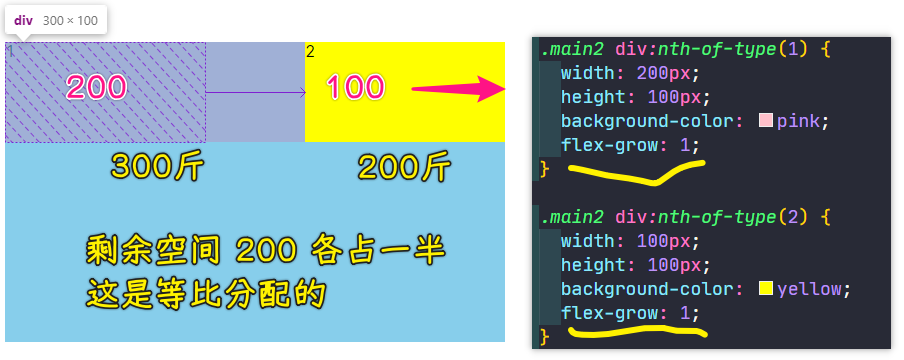 div 300 × 100
1
2
200
100
300斤
200斤
剩余空间 200 各占一半
这是等比分配的
.main2 div:nth-of-type(1) {
width: 200px;
height: 100px;
background-color: pink;
flex-grow: 1;
}
.main2 div:nth-of-type(2) {
width: 100px;
height: 100px;
background-color: yellow;
flex-grow: 1;
}